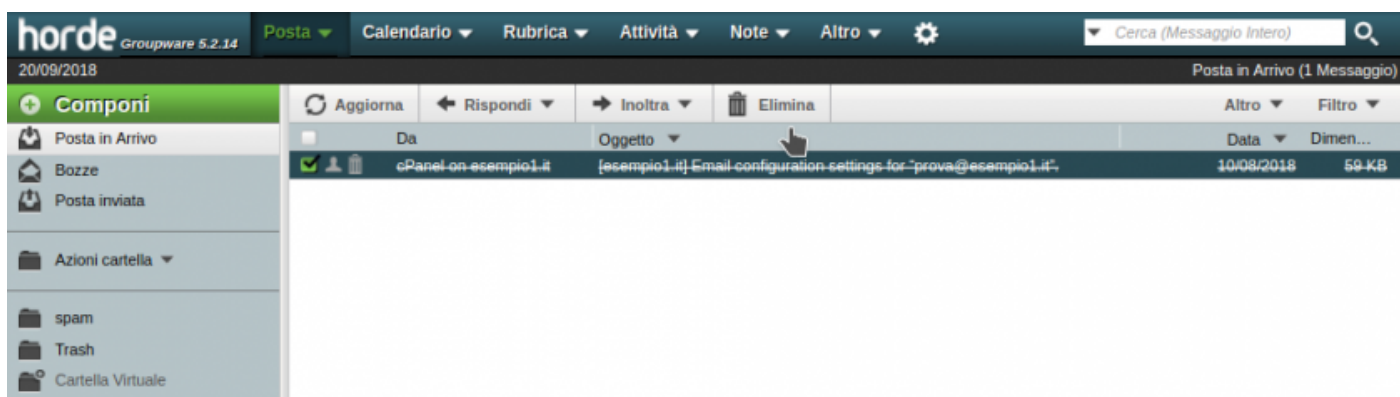 horde Groupware 5.2.14 Posta Calendario Rubrica Attività Note Altro Cerca (Messaggio Intero)
20/09/2018 Posta in Arrivo (1 Messaggio)
Componi Aggiorna Rispondi Inoltra Elimina Altro Filtro
Posta in Arrivo Da Oggetto Data Dimen...
cPanel on esempio1.it [esempio1.it] Email configuration settings for "prova@esempio1.it". 10/08/2018 59 KB
Bozze
Posta inviata
Azioni cartella
spam
Trash
Cartella Virtuale